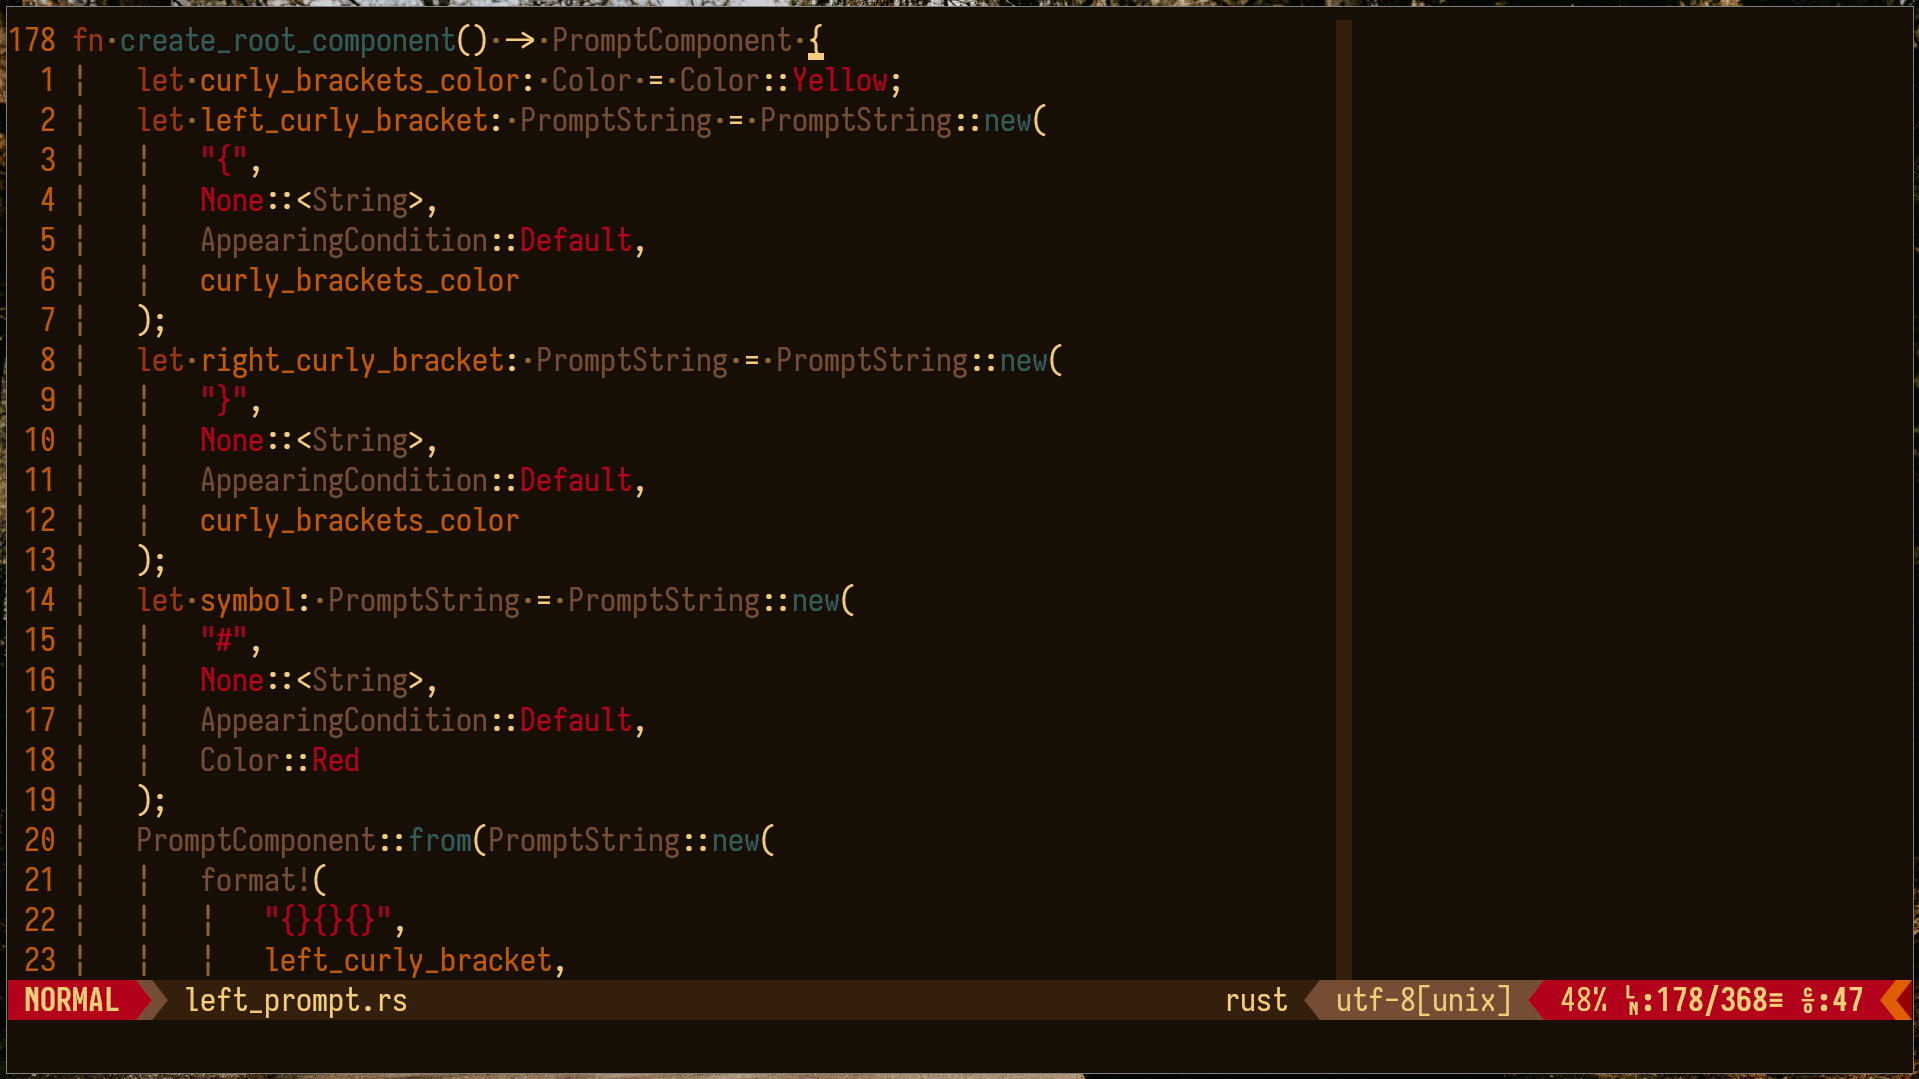 178 fn·create_root_component()·->·PromptComponent·{
1 ¦   let·curly_brackets_color:·Color·=·Color::Yellow;
2 ¦   let·left_curly_bracket:·PromptString·=·PromptString::new(
3 ¦   ¦   "{",
4 ¦   ¦   None::<String>,
5 ¦   ¦   AppearingCondition::Default,
6 ¦   ¦   curly_brackets_color
7 ¦   );
8 ¦   let·right_curly_bracket:·PromptString·=·PromptString::new(
9 ¦   ¦   "}",
10 ¦   ¦   None::<String>,
11 ¦   ¦   AppearingCondition::Default,
12 ¦   ¦   curly_brackets_color
13 ¦   );
14 ¦   let·symbol:·PromptString·=·PromptString::new(
15 ¦   ¦   "#",
16 ¦   ¦   None::<String>,
17 ¦   ¦   AppearingCondition::Default,
18 ¦   ¦   Color::Red
19 ¦   );
20 ¦   PromptComponent::from(PromptString::new(
21 ¦   ¦   format!(
22 ¦   ¦   ¦   "{}{}{}",
23 ¦   ¦   ¦   left_curly_bracket,
NORMAL left_prompt.rs rust utf-8[unix] 48% LN:178/368≡ co:47